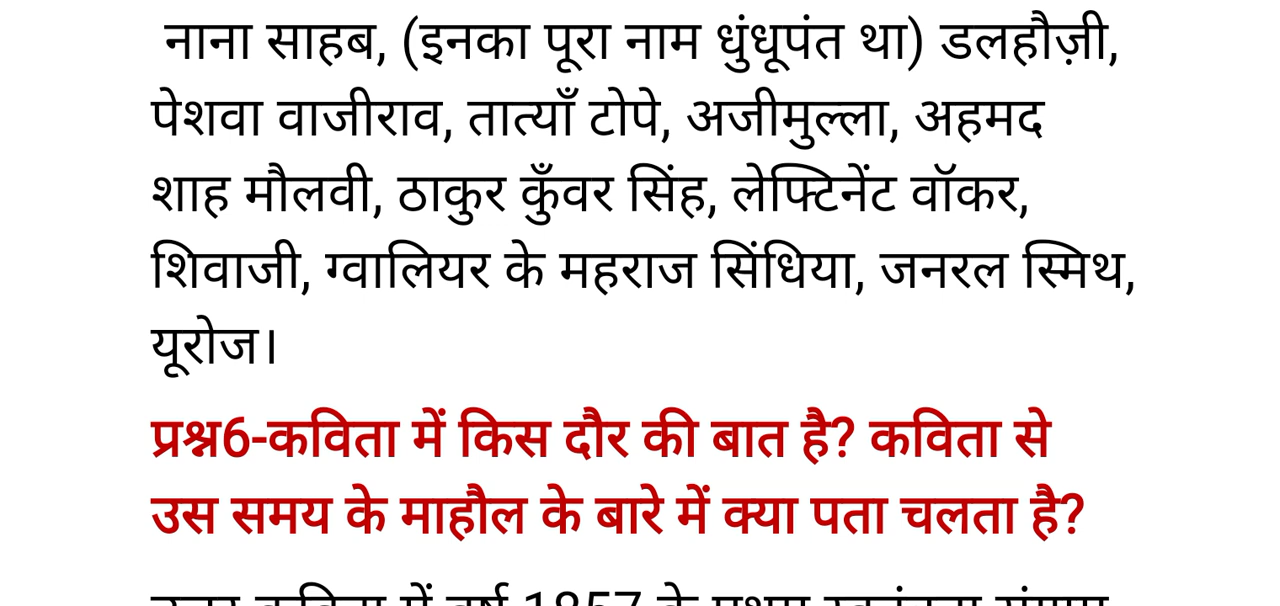 नाना साहब, (इनका पूरा नाम धुंधूपंत था) डलहौज़ी,
पेशवा वाजीराव, तात्याँ टोपे, अजीमुल्ला, अहमद
शाह मौलवी, ठाकुर कुँवर सिंह, लेफ्टिनेंट वॉकर,
शिवाजी, ग्वालियर के महराज सिंधिया, जनरल स्मिथ,
यूरोज।
प्रश्न6-कविता में किस दौर की बात है? कविता से
उस समय के माहौल के बारे में क्या पता चलता है?